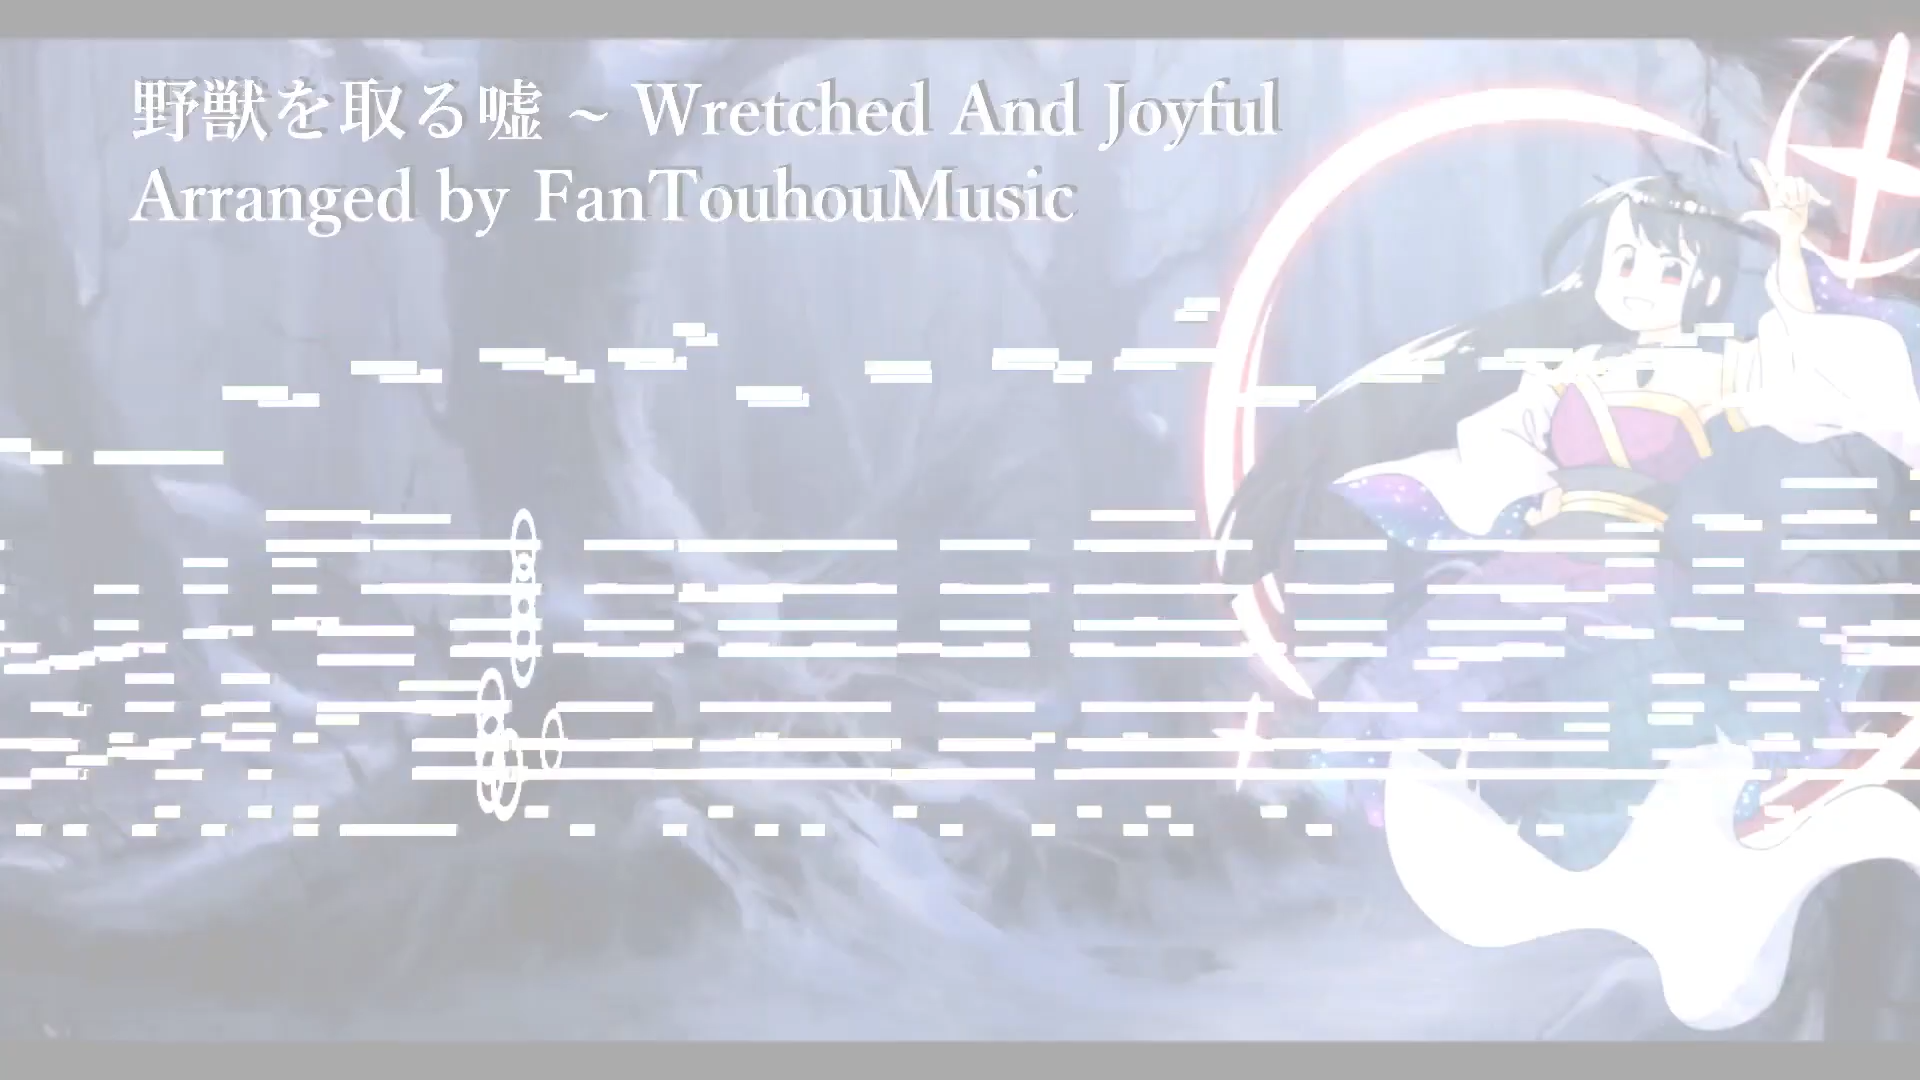 野獣を取る嘘 ~ Wretched And Joyful
Arranged by FanTouhouMusic